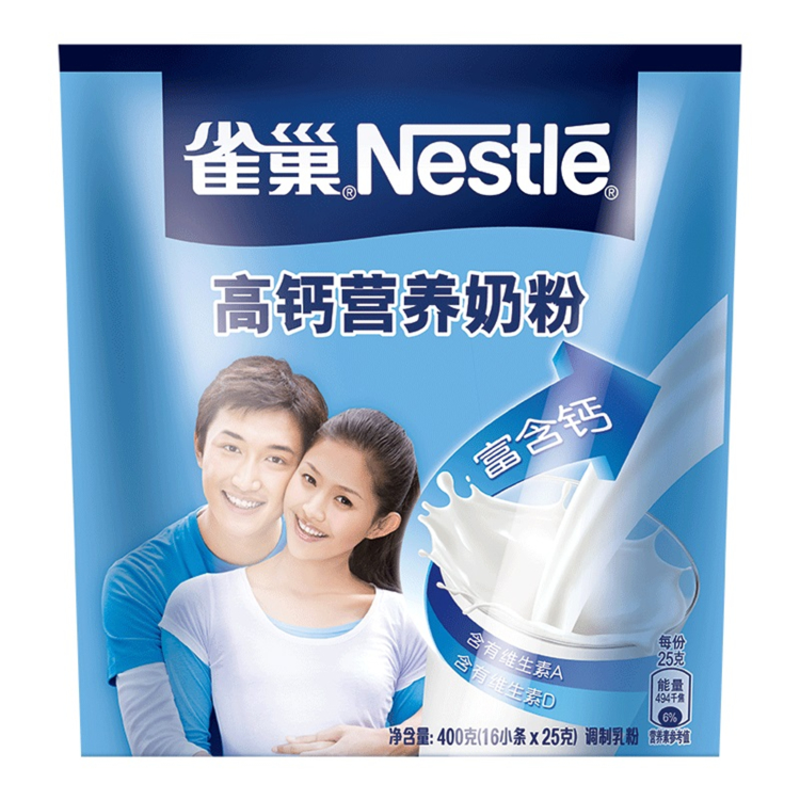 雀巢® Nestlé®
高钙营养奶粉
富含钙
含有维生素A
含有维生素D
每份
25克
能量
494千焦
6%
营养素参考值
净含量: 400克(16小条 x 25克) 调制乳粉